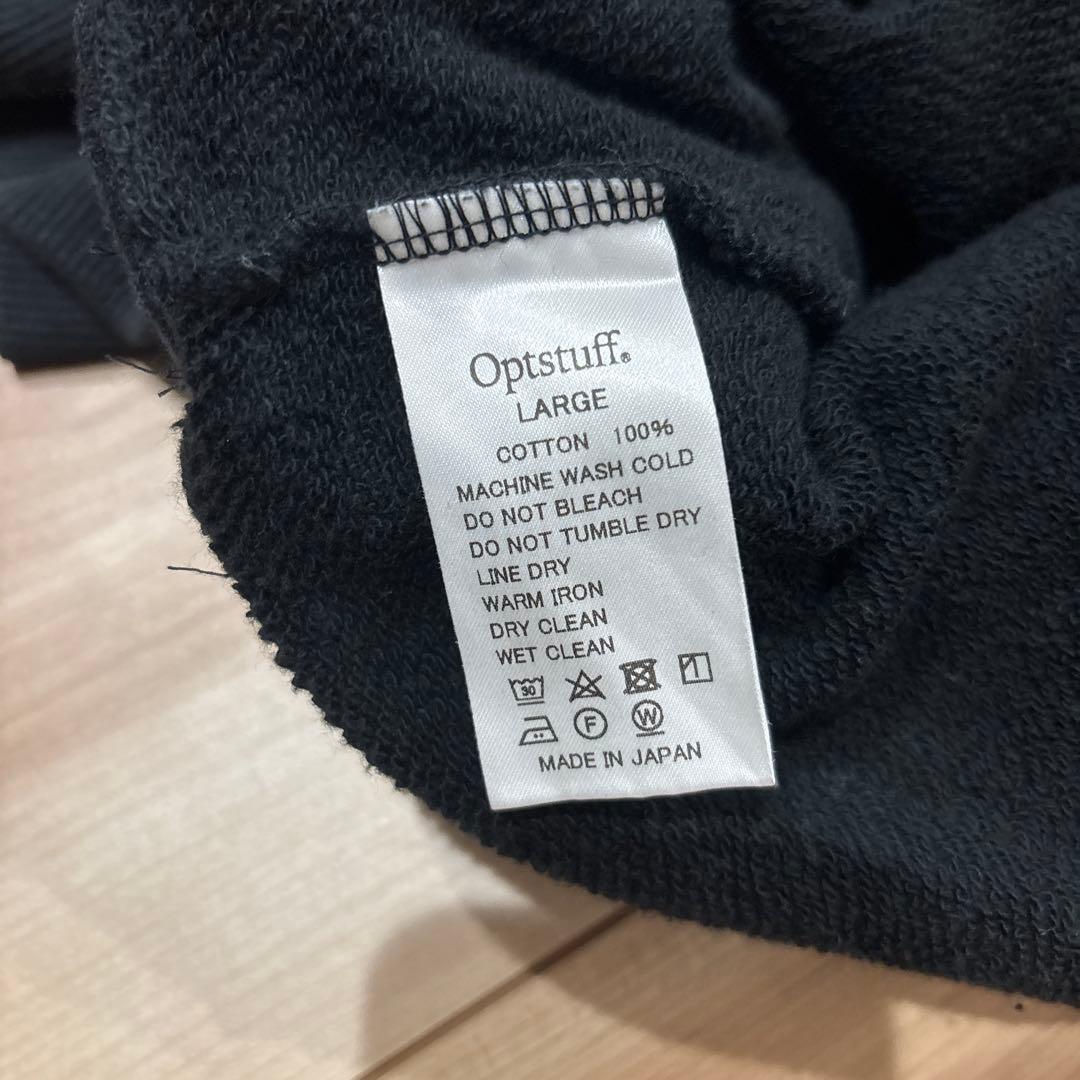 Optstuff®
LARGE
COTTON 100%
MACHINE WASH COLD
DO NOT BLEACH
DO NOT TUMBLE DRY
LINE DRY
WARM IRON
DRY CLEAN
WET CLEAN
30
F W
MADE IN JAPAN